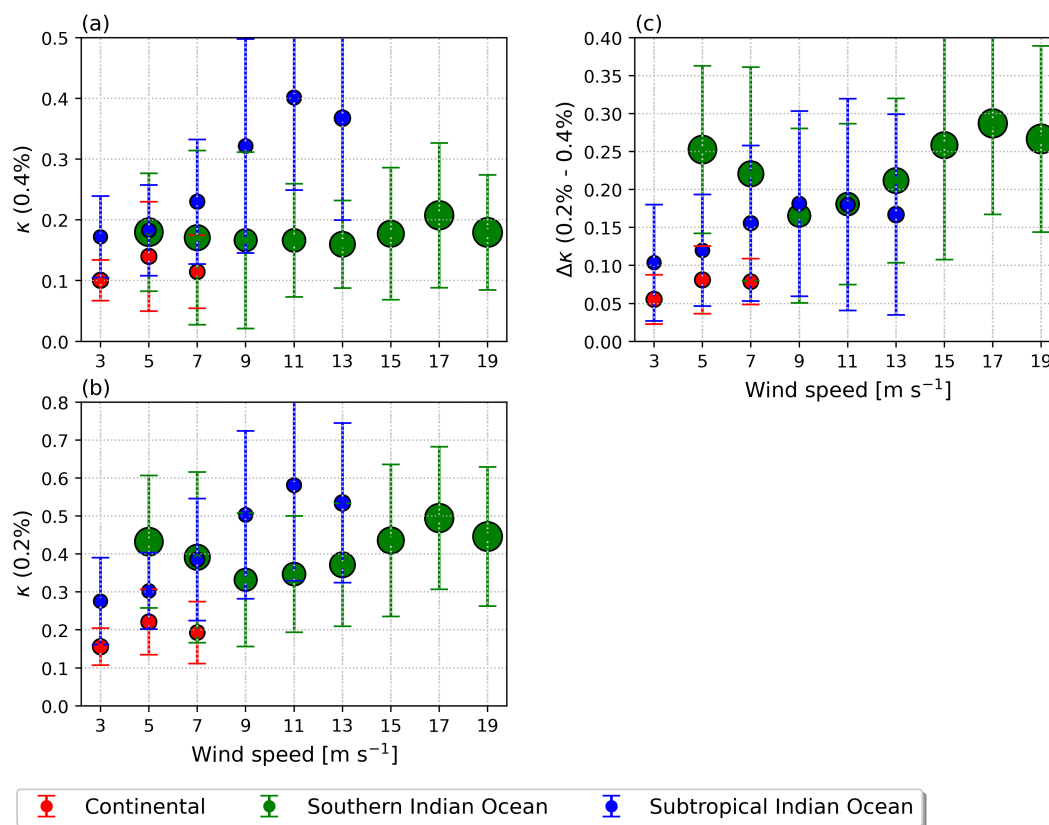 (a)
0.5
0.4
0.3
0.2
0.1
0.0
κ (0.4%)
3 5 7 9 11 13 15 17 19
(b)
0.8
0.7
0.6
0.5
0.4
0.3
0.2
0.1
0.0
κ (0.2%)
3 5 7 9 11 13 15 17 19
Wind speed [m s⁻¹]
(c)
0.40
0.35
0.30
0.25
0.20
0.15
0.10
0.05
0.00
Δκ (0.2% - 0.4%)
3 5 7 9 11 13 15 17 19
Wind speed [m s⁻¹]
Continental Southern Indian Ocean Subtropical Indian Ocean